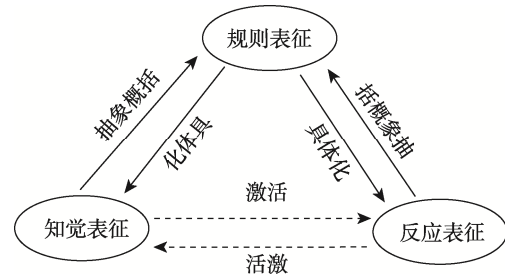 规则表征
抽象概括
化体具
具体化
括概象抽
激活
知觉表征
反应表征
活激